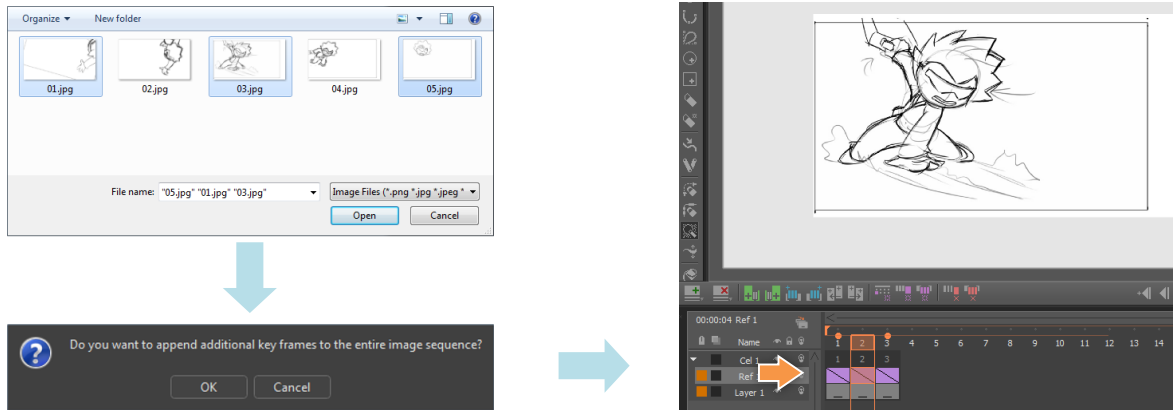 Organize
New folder
01.jpg
02.jpg
03.jpg
04.jpg
05.jpg
File name: "05.jpg" "01.jpg" "03.jpg"
Image Files (*.png *.jpg *.jpeg *
Open
Cancel
Do you want to append additional key frames to the entire image sequence?
OK
Cancel
00:00:04 Ref 1
Name
1 2 3 4 5 6 7 8 9 10 11 12 13 14
Cel 1
1 2 3
Ref
Layer 1